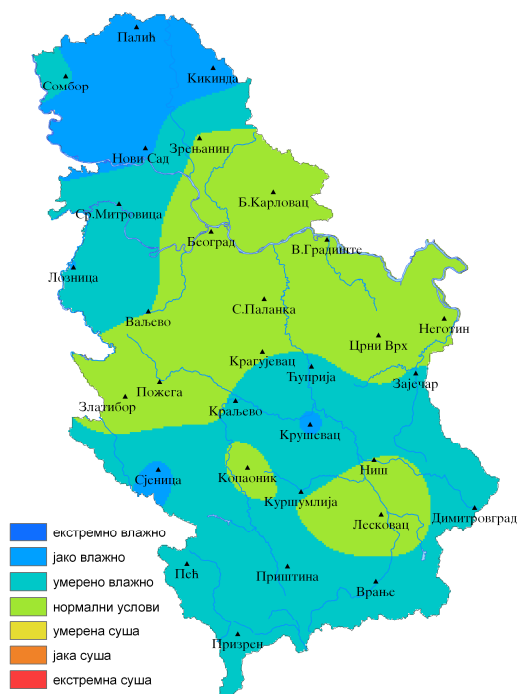 Палић
Кикинда
Сомбор
Зрењанин
Нови Сад
Б.Карловац
Ср.Митровица
Београд
В.Градиште
Лозница
С.Паланка
Ваљево
Неготин
Црни Врх
Крагујевац
Ћуприја
Зајечар
Пожега
Златибор
Краљево
Крушевац
Ниш
Сјеница
Копаоник
Куршумлија
Димитровград
Лесковац
екстремно влажно
јако влажно
Пећ
Приштина
умерено влажно
Врање
нормални услови
умерена суша
Призрен
јака суша
екстремна суша